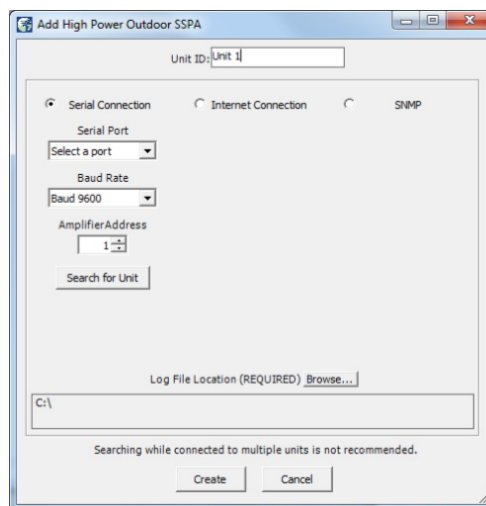 Add High Power Outdoor SSPA
Unit ID: Unit 1
Serial Connection Internet Connection SNMP
Serial Port
Select a port
Baud Rate
Baud 9600
AmplifierAddress
1
Search for Unit
Log File Location (REQUIRED) Browse...
C:\
Searching while connected to multiple units is not recommended.
Create Cancel